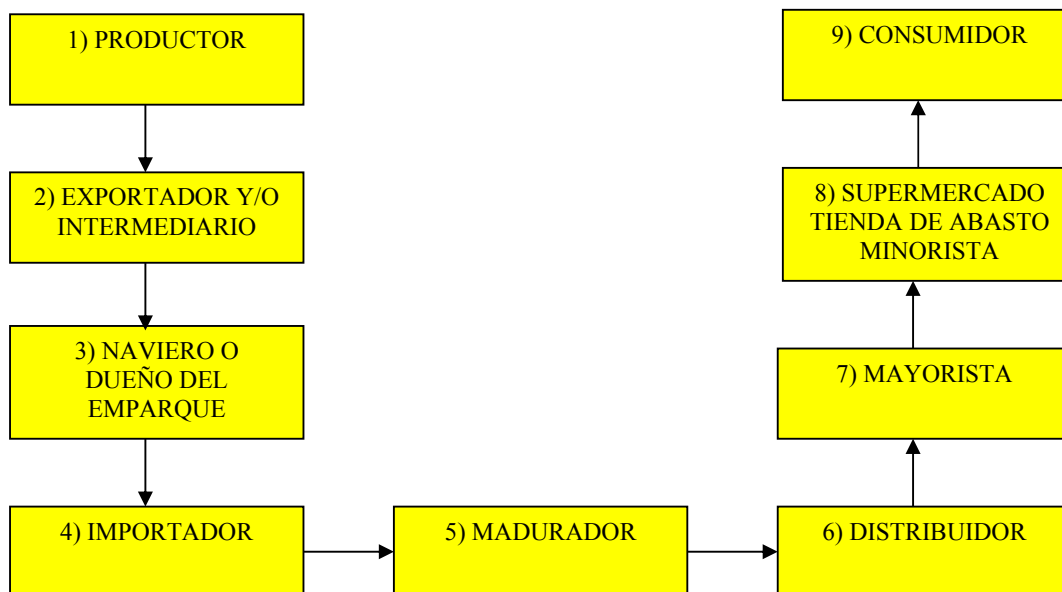 1) PRODUCTOR
2) EXPORTADOR Y/O
INTERMEDIARIO
3) NAVIERO O
DUEÑO DEL
EMPARQUE
4) IMPORTADOR
5) MADURADOR
6) DISTRIBUIDOR
7) MAYORISTA
8) SUPERMERCADO
TIENDA DE ABASTO
MINORISTA
9) CONSUMIDOR